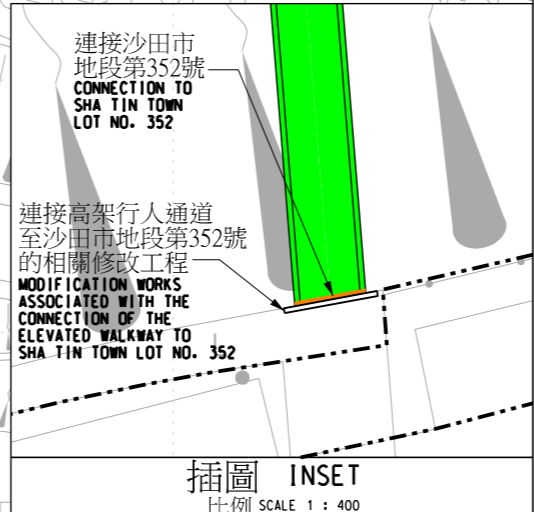 連接沙田市
地段第352號
CONNECTION TO
SHA TIN TOWN
LOT NO. 352
連接高架行人通道
至沙田市地段第352號
的相關修改工程
MODIFICATION WORKS
ASSOCIATED WITH THE
CONNECTION OF THE
ELEVATED WALKWAY TO
SHA TIN TOWN LOT NO. 352
插圖 INSET
比例 SCALE 1 : 400